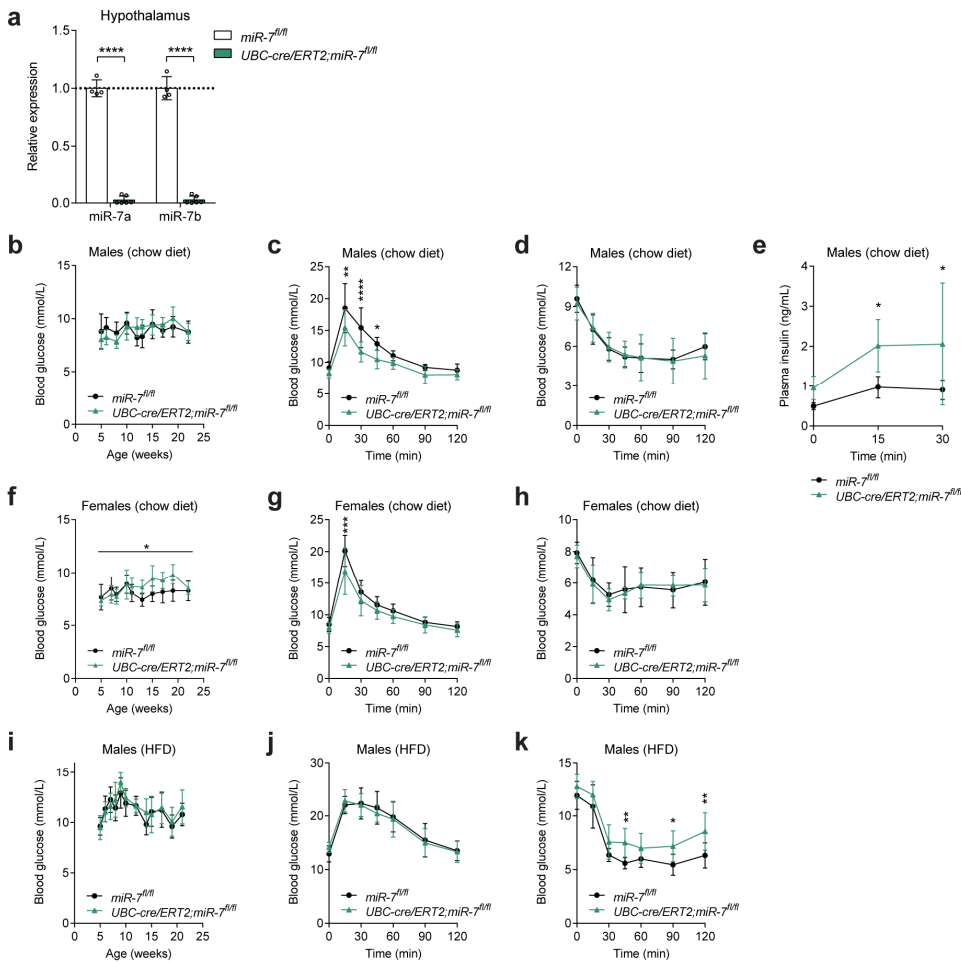 a
Hypothalamus
miR-7fl/fl
UBC-cre/ERT2;miR-7fl/fl
Relative expression
1.5
1.0
0.5
0.0
**** ****
miR-7a miR-7b
b
Males (chow diet)
Blood glucose (mmol/L)
15
10
5
0
miR-7fl/fl
UBC-cre/ERT2;miR-7fl/fl
0 5 10 15 20 25
Age (weeks)
c
Males (chow diet)
Blood glucose (mmol/L)
25
20
15
10
5
0
**
****
*
miR-7fl/fl
UBC-cre/ERT2;miR-7fl/fl
0 30 60 90 120
Time (min)
d
Males (chow diet)
Blood glucose (mmol/L)
12
9
6
3
0
miR-7fl/fl
UBC-cre/ERT2;miR-7fl/fl
0 30 60 90 120
Time (min)
e
Males (chow diet)
Plasma insulin (ng/mL)
4
3
2
1
0
*
*
0 15 30
Time (min)
miR-7fl/fl
UBC-cre/ERT2;miR-7fl/fl
f
Females (chow diet)
Blood glucose (mmol/L)
15
10
5
0
*
miR-7fl/fl
UBC-cre/ERT2;miR-7fl/fl
0 5 10 15 20 25
Age (weeks)
g
Females (chow diet)
Blood glucose (mmol/L)
25
20
15
10
5
0
***
miR-7fl/fl
UBC-cre/ERT2;miR-7fl/fl
0 30 60 90 120
Time (min)
h
Females (chow diet)
Blood glucose (mmol/L)
10
8
6
4
2
0
miR-7fl/fl
UBC-cre/ERT2;miR-7fl/fl
0 30 60 90 120
Time (min)
i
Males (HFD)
Blood glucose (mmol/L)
15
10
5
0
miR-7fl/fl
UBC-cre/ERT2;miR-7fl/fl
0 5 10 15 20 25
Age (weeks)
j
Males (HFD)
Blood glucose (mmol/L)
30
20
10
0
miR-7fl/fl
UBC-cre/ERT2;miR-7fl/fl
0 30 60 90 120
Time (min)
k
Males (HFD)
Blood glucose (mmol/L)
15
10
5
0
**
*
**
miR-7fl/fl
UBC-cre/ERT2;miR-7fl/fl
0 30 60 90 120
Time (min)